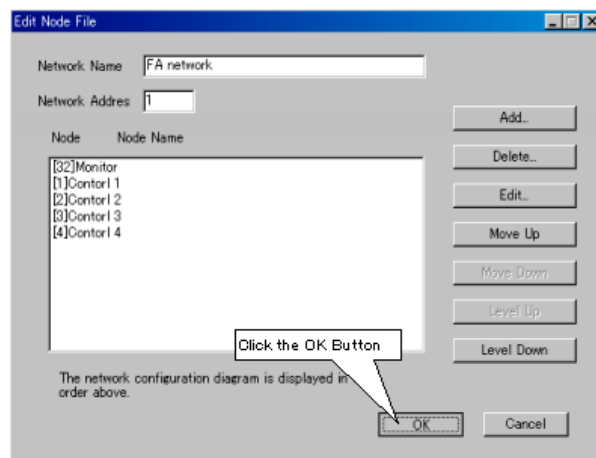 Edit Node File
Network Name FA network
Network Addres 1
Add..
Node Node Name
Delete..
[32]Monitor
[1]Contorl 1
[2]Contorl 2
[3]Contorl 3
[4]Contorl 4
Edit..
Move Up
Move Down
Level Up
Level Down
Click the OK Button
The network configuration diagram is displayed in
order above.
OK Cancel